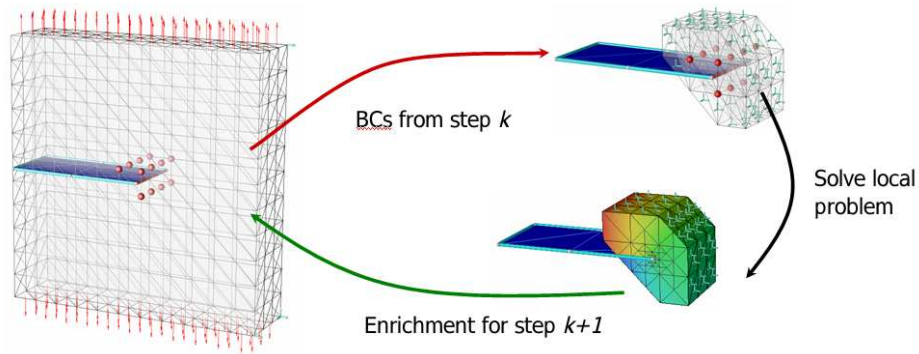 BCs from step k
Solve local
problem
Enrichment for step k+1